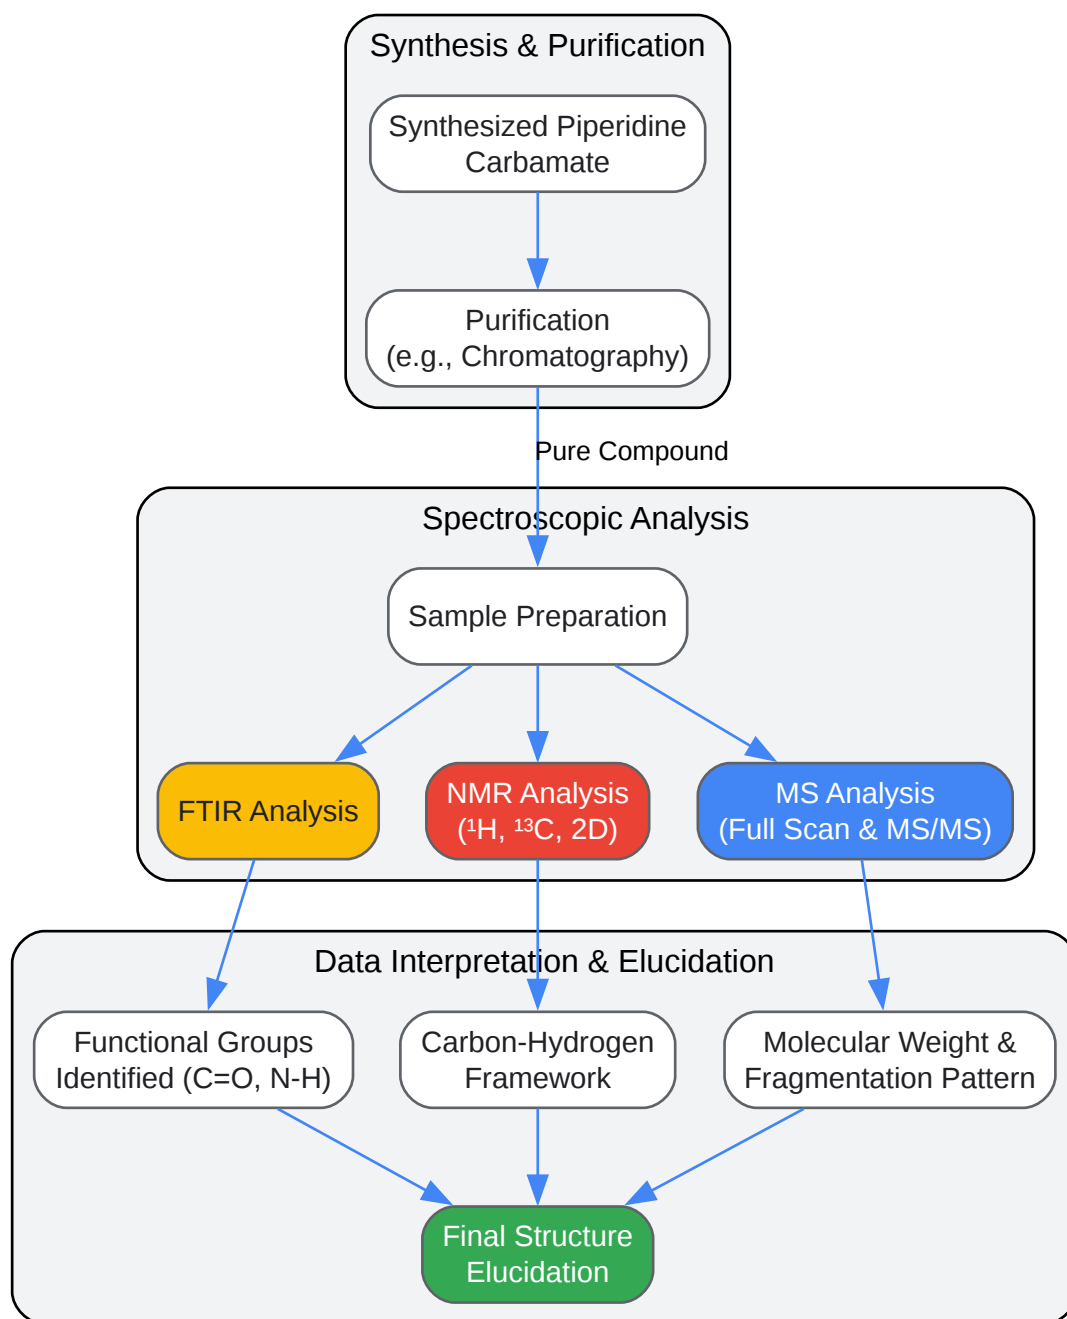 Synthesis & Purification
Synthesized Piperidine
Carbamate
Purification
(e.g., Chromatography)
Pure Compound
Spectroscopic Analysis
Sample Preparation
FTIR Analysis
NMR Analysis
(¹H, ¹³C, 2D)
MS Analysis
(Full Scan & MS/MS)
Data Interpretation & Elucidation
Functional Groups
Identified (C=O, N-H)
Carbon-Hydrogen
Framework
Molecular Weight &
Fragmentation Pattern
Final Structure
Elucidation